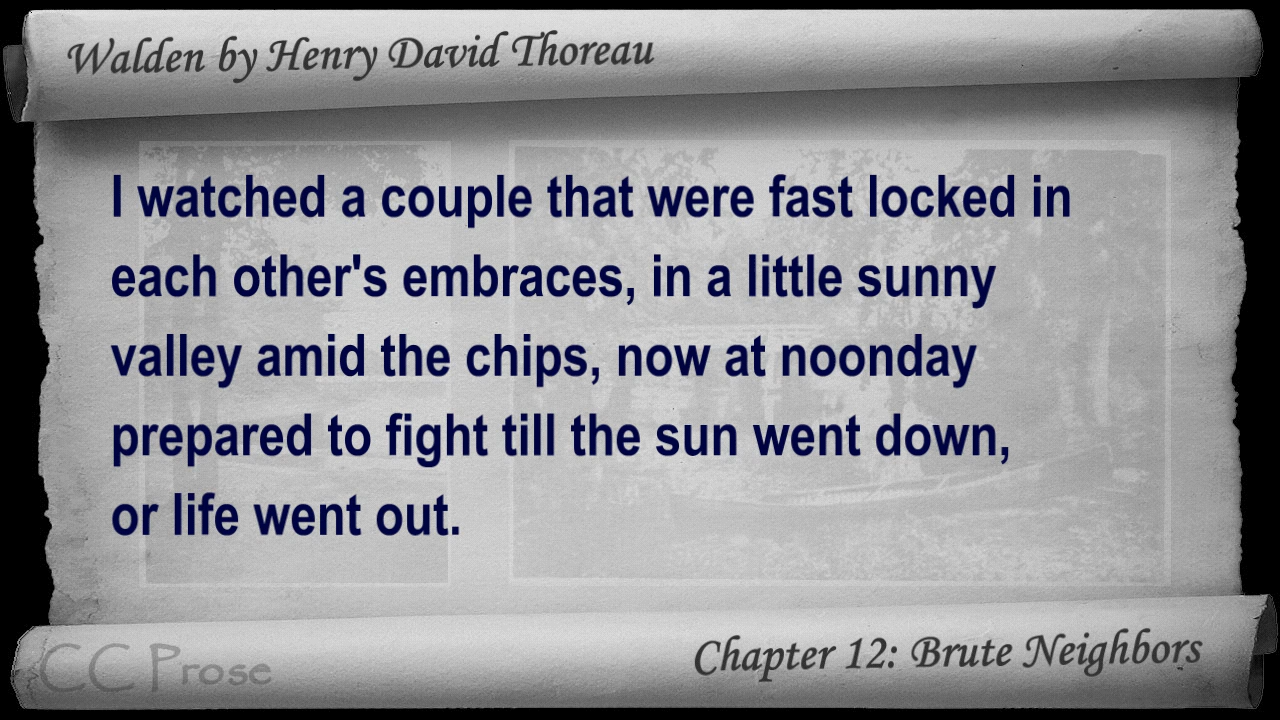 Walden by Henry David Thoreau
I watched a couple that were fast locked in
each other's embraces, in a little sunny
valley amid the chips, now at noonday
prepared to fight till the sun went down,
or life went out.
CC Prose
Chapter 12: Brute Neighbors